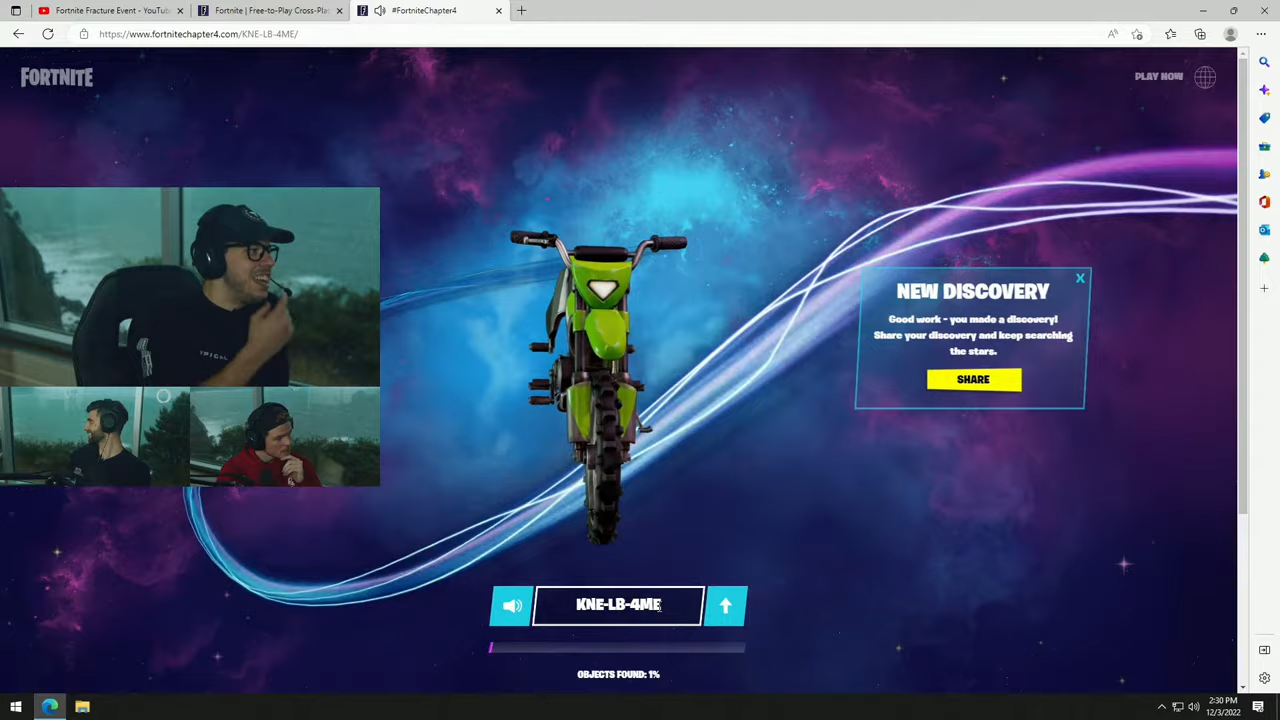 Fortnite Fracture Event - YouTu
Fortnite | Free-to-Play Cross-Pla
#FortniteChapter4
https://www.fortnitechapter4.com/KNE-LB-4ME/
FORTNITE
PLAY NOW
X
NEW DISCOVERY
Good work - you made a discovery!
Share your discovery and keep searching
the stars.
SHARE
KNE-LB-4ME
OBJECTS FOUND: 1%
2:30 PM
12/3/2022